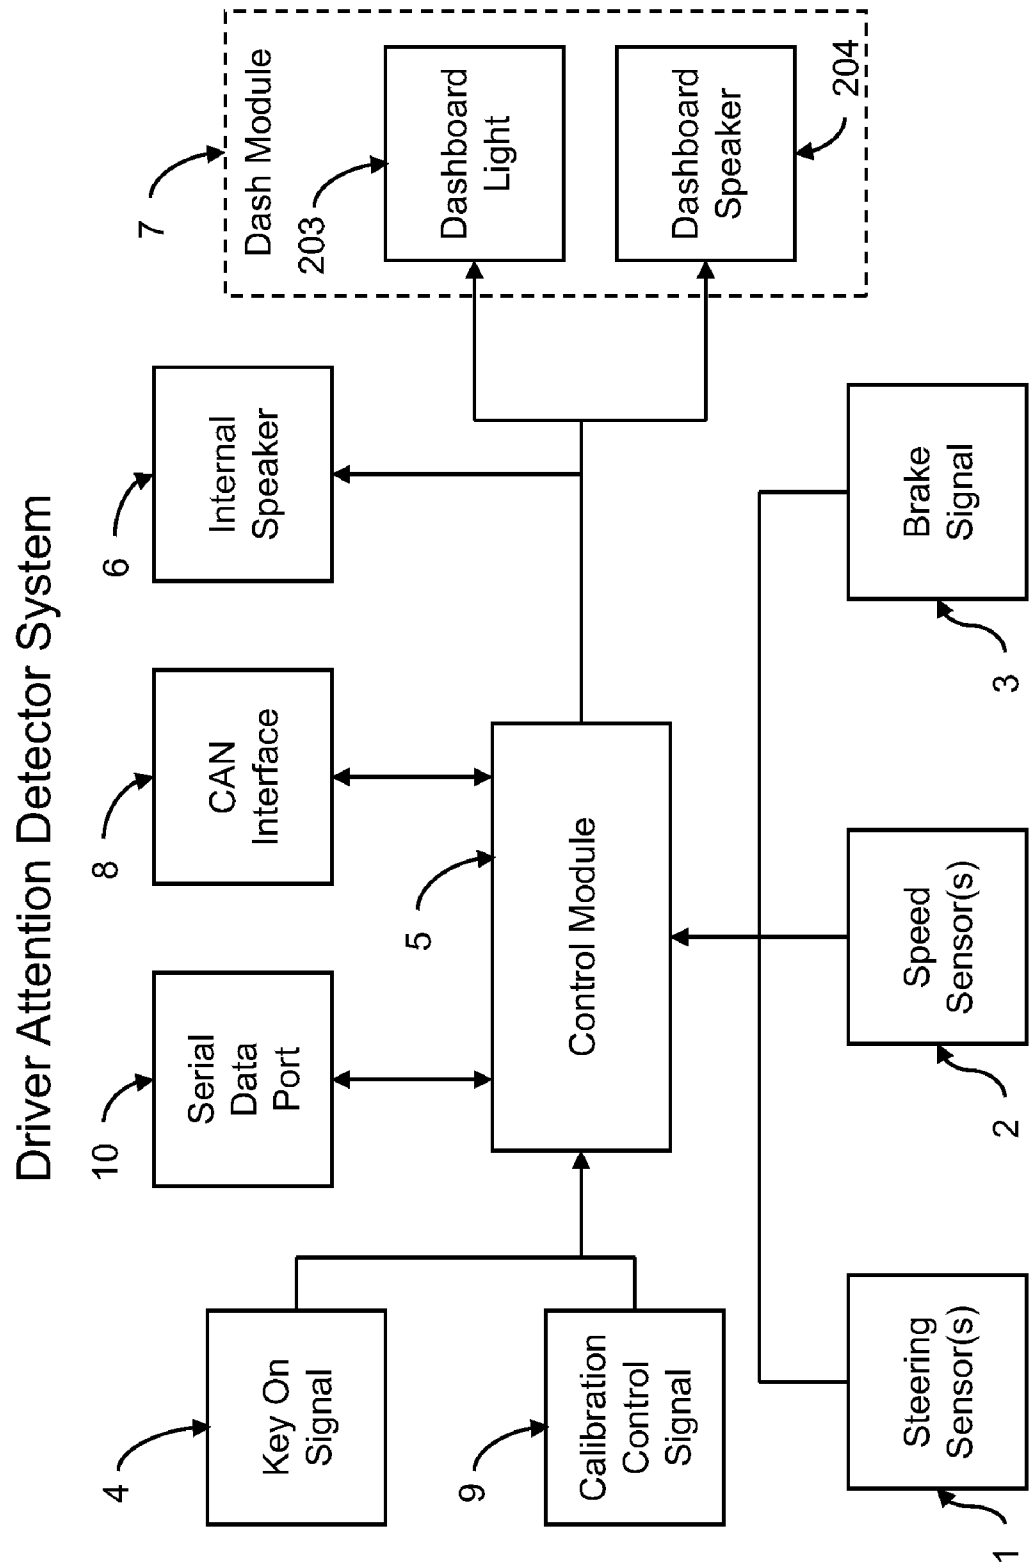 Driver Attention Detector System
10
Serial
Data
Port
8
CAN
Interface
6
Internal
Speaker
7
Dash Module
203
Dashboard
Light
Dashboard
Speaker
204
4
Key On
Signal
9
Calibration
Control
Signal
5
Control Module
1
Steering
Sensor(s)
2
Speed
Sensor(s)
3
Brake
Signal